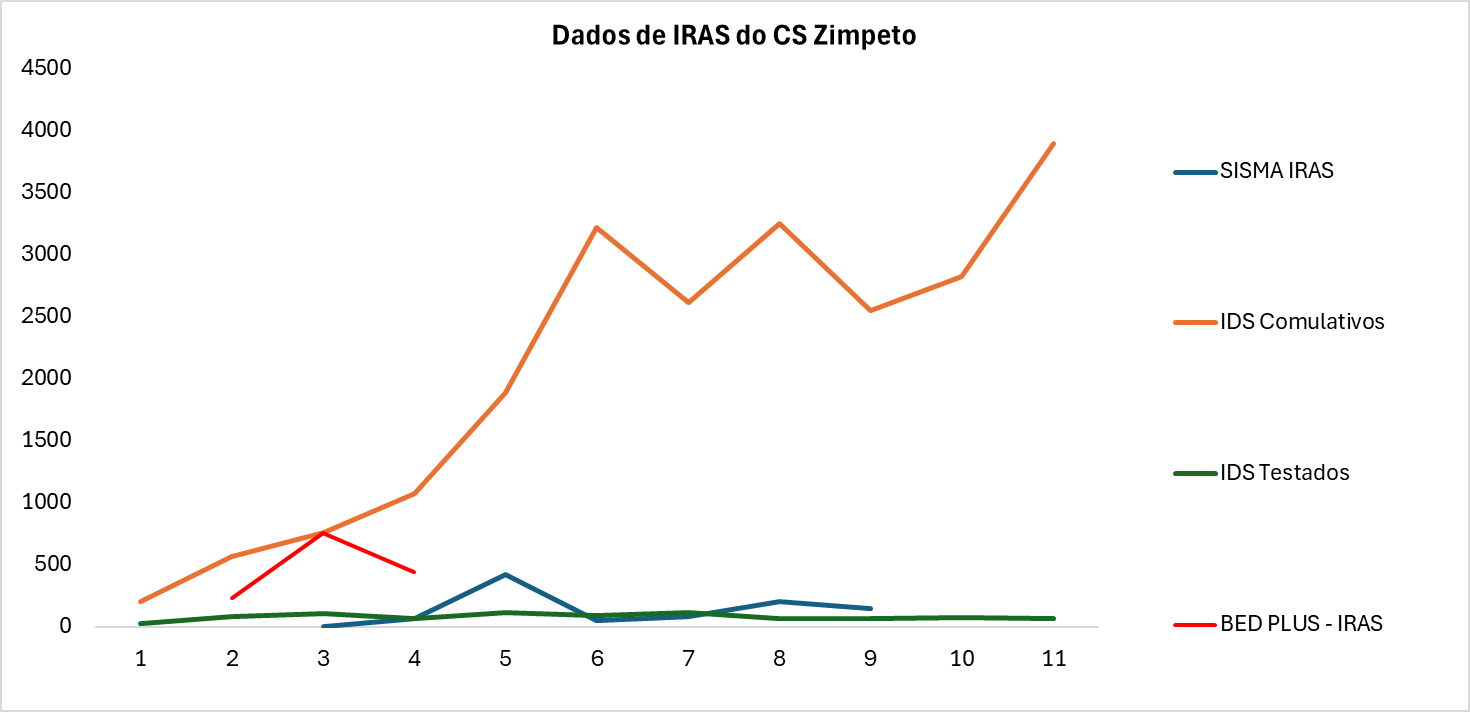 Dados de IRAS do CS Zimpeto
4500
4000
3500
3000
2500
2000
1500
1000
500
0
1 2 3 4 5 6 7 8 9 10 11
SISMA IRAS
IDS Comulativos
IDS Testados
BED PLUS - IRAS